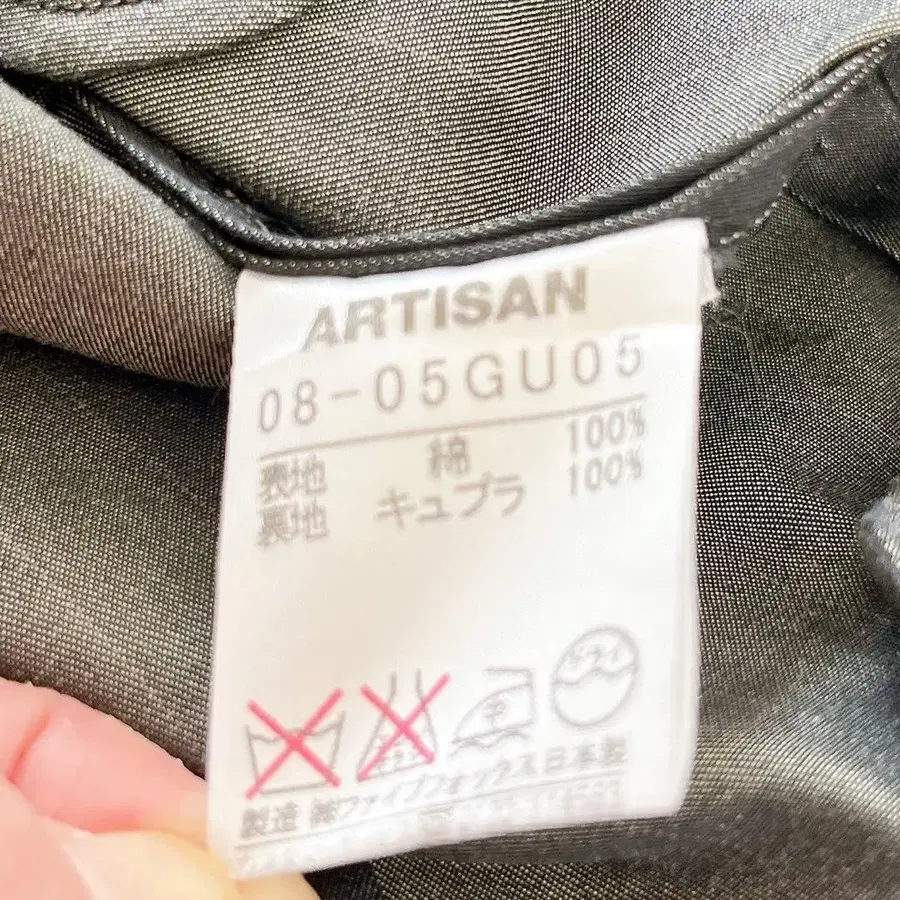 ARTISAN
08-05GU05
表地 綿 100%
裏地 キュプラ 100%
中 ドライ
製造 ㈱ファイブフォックス 日本製